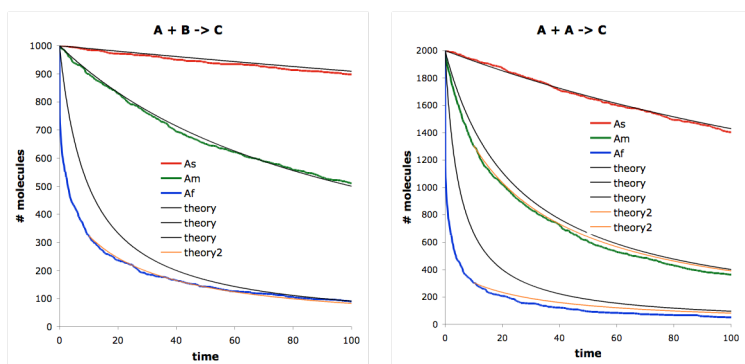 A + B -> C
# molecules
1000
900
800
700
600
500
400
300
200
100
0
As
Am
Af
theory
theory
theory
theory2
0
20
40
60
80
100
time
A + A -> C
# molecules
2000
1800
1600
1400
1200
1000
800
600
400
200
0
As
Am
Af
theory
theory
theory
theory2
theory2
0
20
40
60
80
100
time